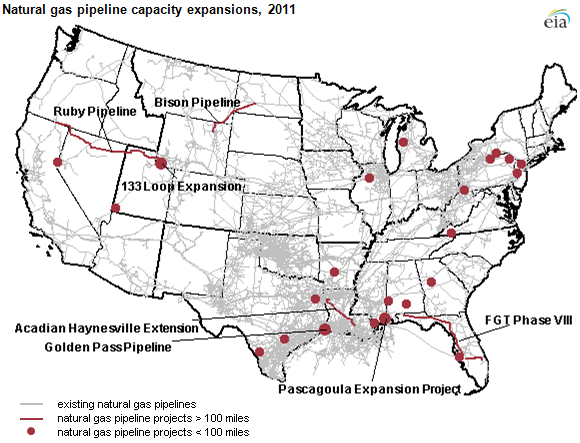 Natural gas pipeline capacity expansions, 2011
eia
Ruby Pipeline
Bison Pipeline
133 Loop Expansion
Acadian Haynesville Extension
Golden Pass Pipeline
FGT Phase VIII
Pascagoula Expansion Project
existing natural gas pipelines
natural gas pipeline projects > 100 miles
natural gas pipeline projects < 100 miles